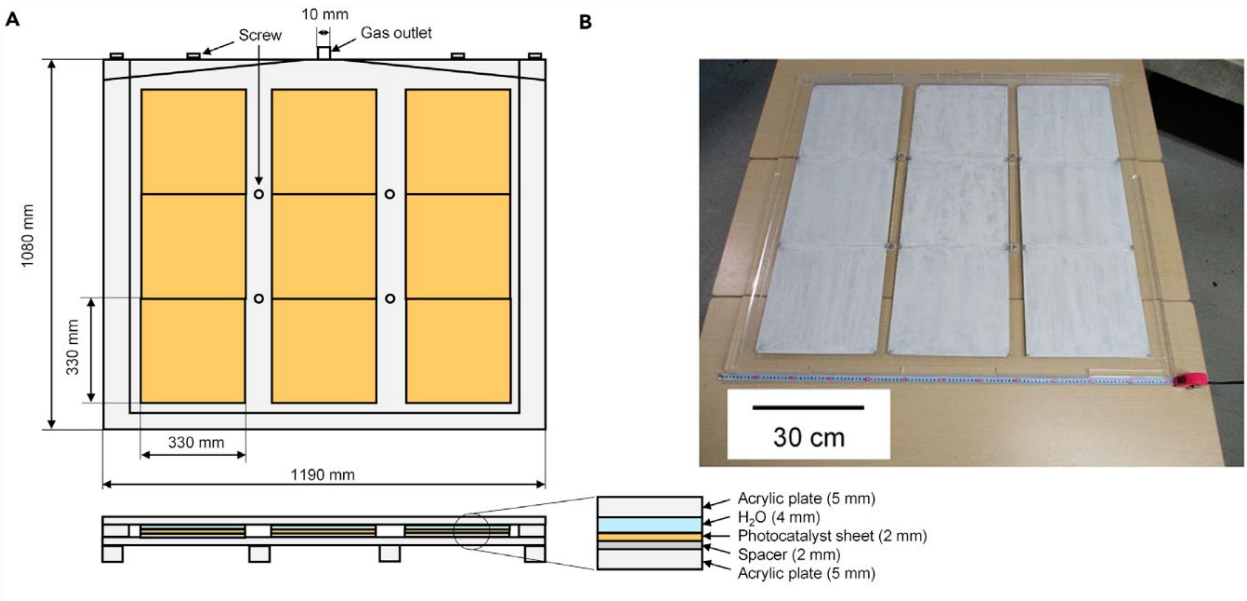 A
10 mm
Screw
Gas outlet
1080 mm
330 mm
330 mm
1190 mm
Acrylic plate (5 mm)
H₂O (4 mm)
Photocatalyst sheet (2 mm)
Spacer (2 mm)
Acrylic plate (5 mm)
B
30 cm